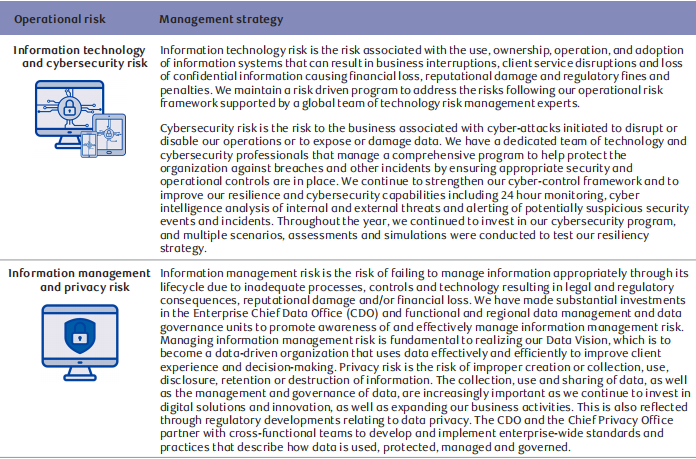 Operational risk Management strategy
Information technology and cybersecurity risk
Information technology risk is the risk associated with the use, ownership, operation, and adoption
of information systems that can result in business interruptions, client service disruptions and loss
of confidential information causing financial loss, reputational damage and regulatory fines and
penalties. We maintain a risk driven program to address the risks following our operational risk
framework supported by a global team of technology risk management experts.
Cybersecurity risk is the risk to the business associated with cyber-attacks initiated to disrupt or
disable our operations or to expose or damage data. We have a dedicated team of technology and
cybersecurity professionals that manage a comprehensive program to help protect the
organization against breaches and other incidents by ensuring appropriate security and
operational controls are in place. We continue to strengthen our cyber-control framework and to
improve our resilience and cybersecurity capabilities including 24 hour monitoring, cyber
intelligence analysis of internal and external threats and alerting of potentially suspicious security
events and incidents. Throughout the year, we continued to invest in our cybersecurity program,
and multiple scenarios, assessments and simulations were conducted to test our resiliency
strategy.
Information management and privacy risk
Information management risk is the risk of failing to manage information appropriately through its
lifecycle due to inadequate processes, controls and technology resulting in legal and regulatory
consequences, reputational damage and/or financial loss. We have made substantial investments
in the Enterprise Chief Data Office (CDO) and functional and regional data management and data
governance units to promote awareness of and effectively manage information management risk.
Managing information management risk is fundamental to realizing our Data Vision, which is to
become a data-driven organization that uses data effectively and efficiently to improve client
experience and decision-making. Privacy risk is the risk of improper creation or collection, use,
disclosure, retention or destruction of information. The collection, use and sharing of data, as well
as the management and governance of data, are increasingly important as we continue to invest in
digital solutions and innovation, as well as expanding our business activities. This is also reflected
through regulatory developments relating to data privacy. The CDO and the Chief Privacy Office
partner with cross-functional teams to develop and implement enterprise-wide standards and
practices that describe how data is used, protected, managed and governed.